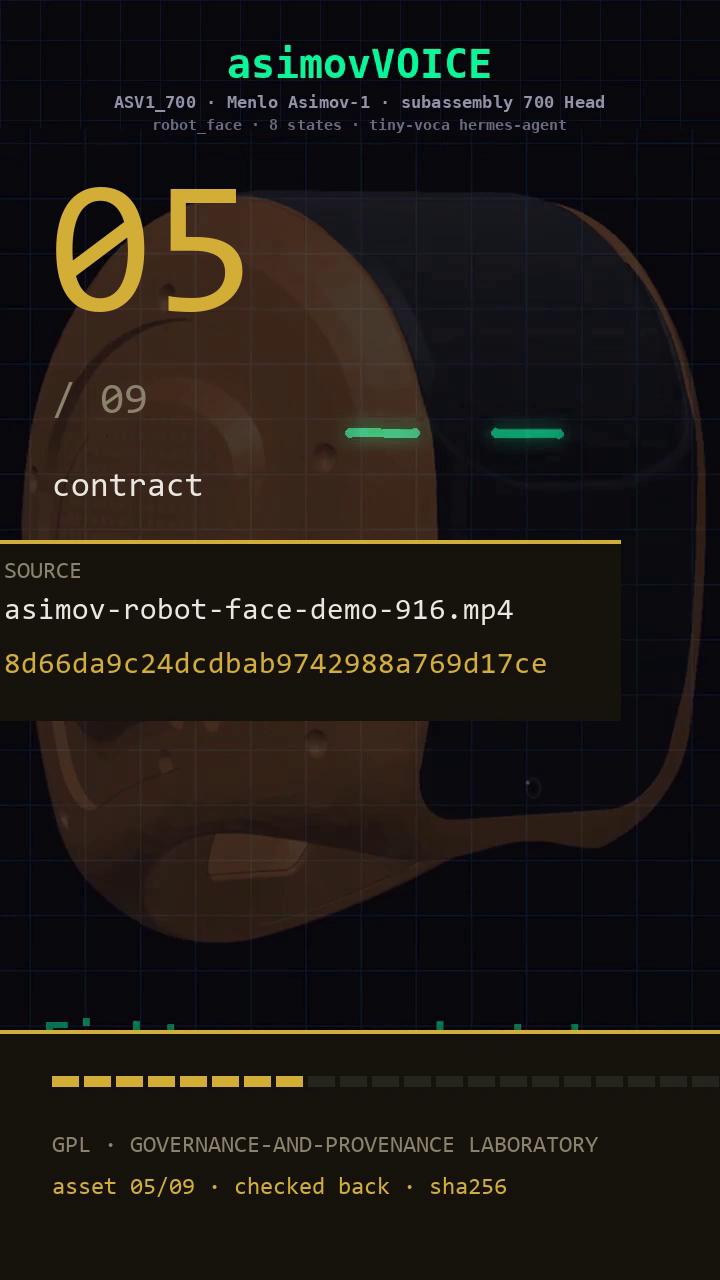 asimovVOICE
ASV1_700 · Menlo Asimov-1 · subassembly 700 Head
robot_face · 8 states · tiny-voca hermes-agent
05
/ 09
contract
SOURCE
asimov-robot-face-demo-916.mp4
8d66da9c24dcdbab9742988a769d17ce
GPL · GOVERNANCE-AND-PROVENANCE LABORATORY
asset 05/09 · checked back · sha256